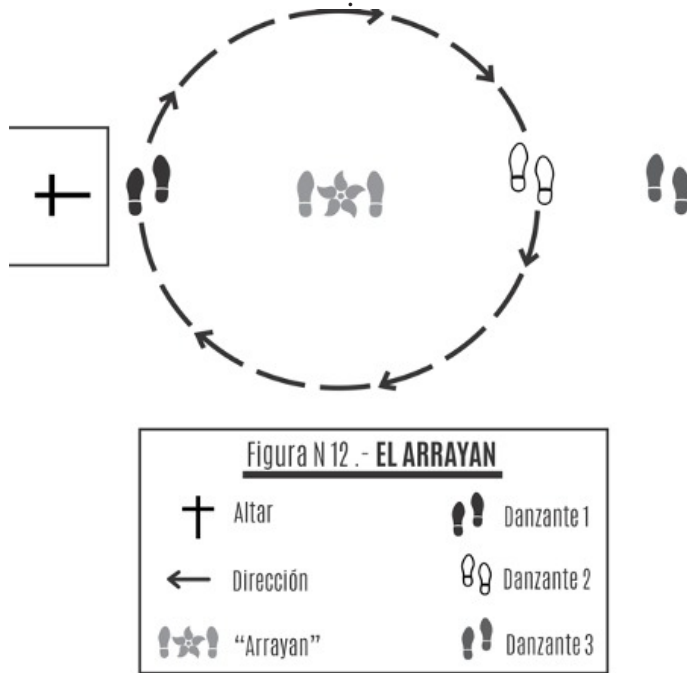 Figura N 12 .- EL ARRAYAN
Altar
Danzante 1
Dirección
Danzante 2
“Arrayan”
Danzante 3